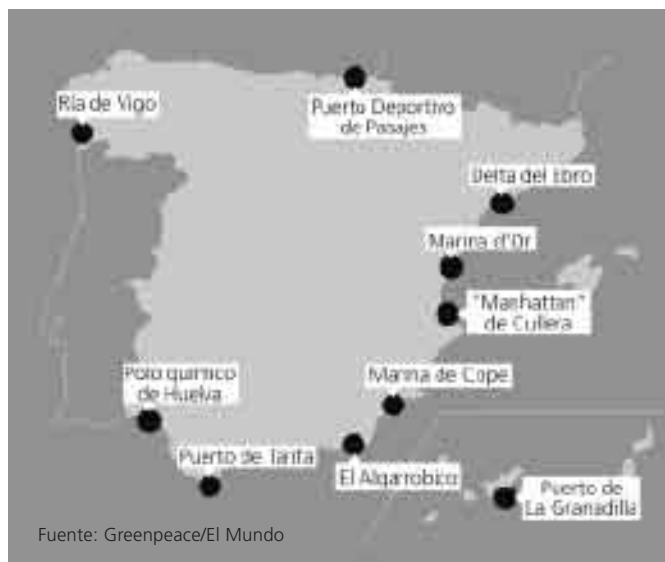 Ría de Vigo
Puerto Deportivo
de Pasajes
Delta del Ebro
Marina d'Or
"Manhattan"
de Cullera
Polo químico
de Huelva
Marina de Cope
Puerto de Tarifa
El Algarrobico
Puerto de
La Granadilla
Fuente: Greenpeace/El Mundo